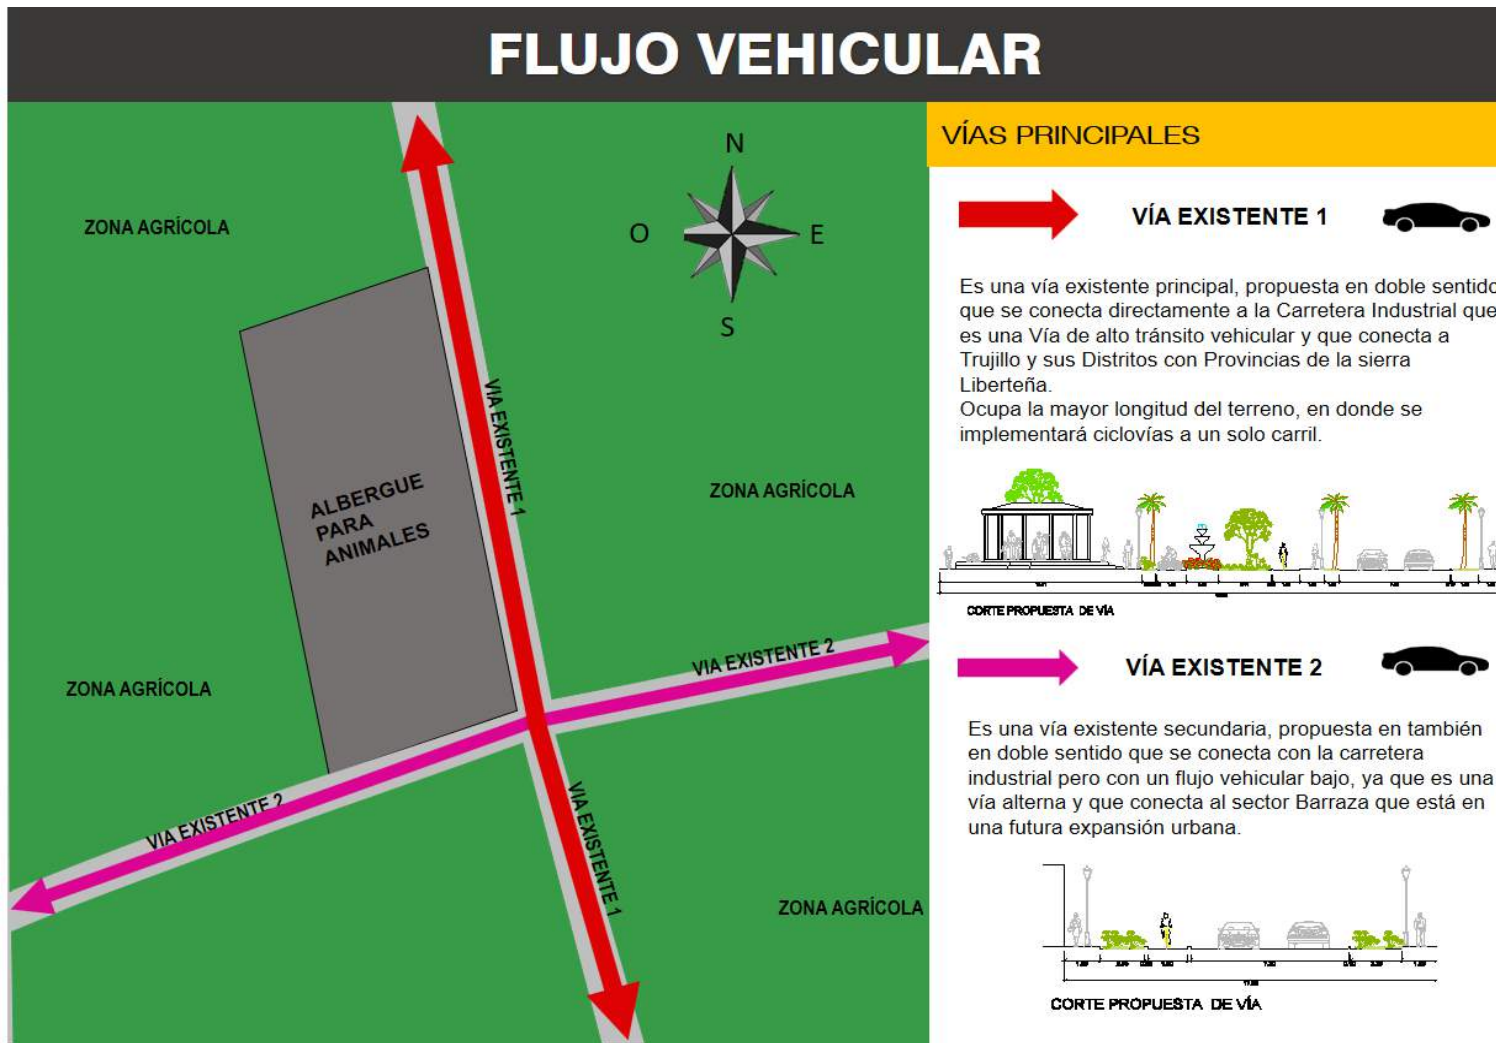 FLUJO VEHICULAR
VÍAS PRINCIPALES
N
O
E
S
ZONA AGRÍCOLA
VIA EXISTENTE 1
ALBERGUE
PARA
ANIMALES
ZONA AGRÍCOLA
VIA EXISTENTE 2
ZONA AGRÍCOLA
VIA EXISTENTE 2
VIA EXISTENTE 1
ZONA AGRÍCOLA
VÍA EXISTENTE 1
Es una vía existente principal, propuesta en doble sentido
que se conecta directamente a la Carretera Industrial que
es una Vía de alto tránsito vehicular y que conecta a
Trujillo y sus Distritos con Provincias de la sierra
Liberteña.
Ocupa la mayor longitud del terreno, en donde se
implementará ciclovías a un solo carril.
CORTE PROPUESTA DE VÍA
VÍA EXISTENTE 2
Es una vía existente secundaria, propuesta en también
en doble sentido que se conecta con la carretera
industrial pero con un flujo vehicular bajo, ya que es una
vía alterna y que conecta al sector Barraza que está en
una futura expansión urbana.
CORTE PROPUESTA DE VÍA